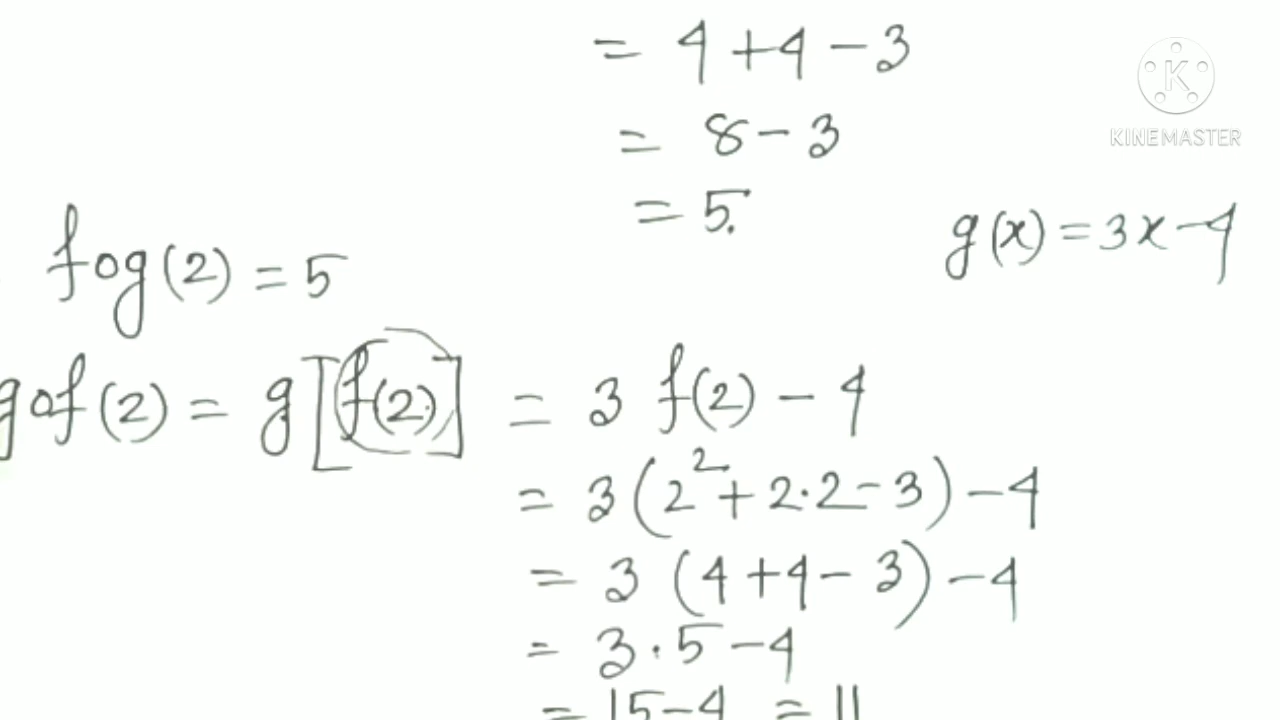 = 4 + 4 - 3
= 8 - 3
= 5.
K
KINEMASTER
g(x) = 3x - 4
fog(2) = 5
gof(2) = g[f(2)] = 3 f(2) - 4
= 3(2² + 2·2 - 3) - 4
= 3 (4 + 4 - 3) - 4
= 3·5 - 4
= 15 - 4 = 11